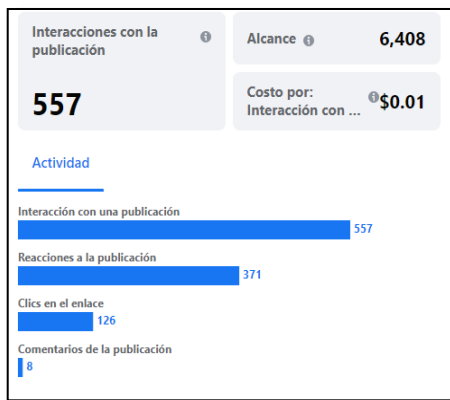 Interacciones con la
publicación
557
Alcance
6,408
Costo por:
Interacción con ...
$0.01
Actividad
Interacción con una publicación
557
Reacciones a la publicación
371
Clics en el enlace
126
Comentarios de la publicación
8